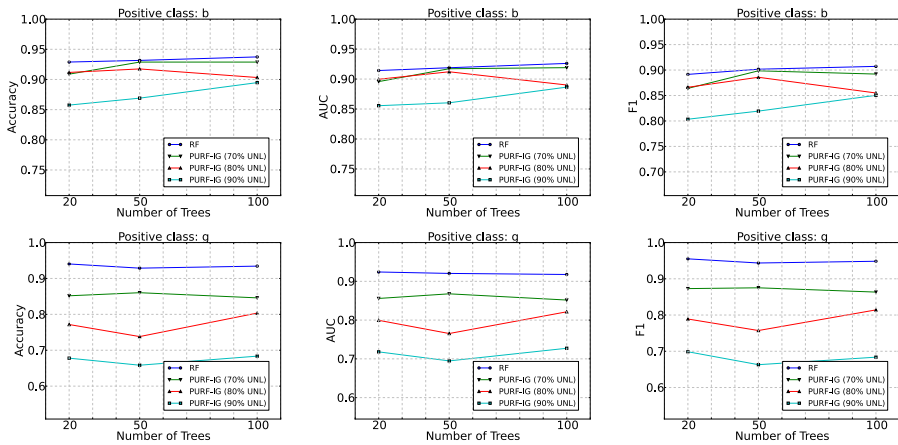 Positive class: b
Accuracy
1.00
0.95
0.90
0.85
0.80
0.75
20
50
100
Number of Trees
RF
PURF-IG (70% UNL)
PURF-IG (80% UNL)
PURF-IG (90% UNL)
Positive class: b
AUC
1.00
0.95
0.90
0.85
0.80
0.75
20
50
100
Number of Trees
RF
PURF-IG (70% UNL)
PURF-IG (80% UNL)
PURF-IG (90% UNL)
Positive class: b
F1
1.00
0.95
0.90
0.85
0.80
0.75
0.70
20
50
100
Number of Trees
RF
PURF-IG (70% UNL)
PURF-IG (80% UNL)
PURF-IG (90% UNL)
Positive class: g
Accuracy
1.0
0.9
0.8
0.7
0.6
20
50
100
Number of Trees
RF
PURF-IG (70% UNL)
PURF-IG (80% UNL)
PURF-IG (90% UNL)
Positive class: g
AUC
1.0
0.9
0.8
0.7
0.6
20
50
100
Number of Trees
RF
PURF-IG (70% UNL)
PURF-IG (80% UNL)
PURF-IG (90% UNL)
Positive class: g
F1
1.0
0.9
0.8
0.7
0.6
20
50
100
Number of Trees
RF
PURF-IG (70% UNL)
PURF-IG (80% UNL)
PURF-IG (90% UNL)